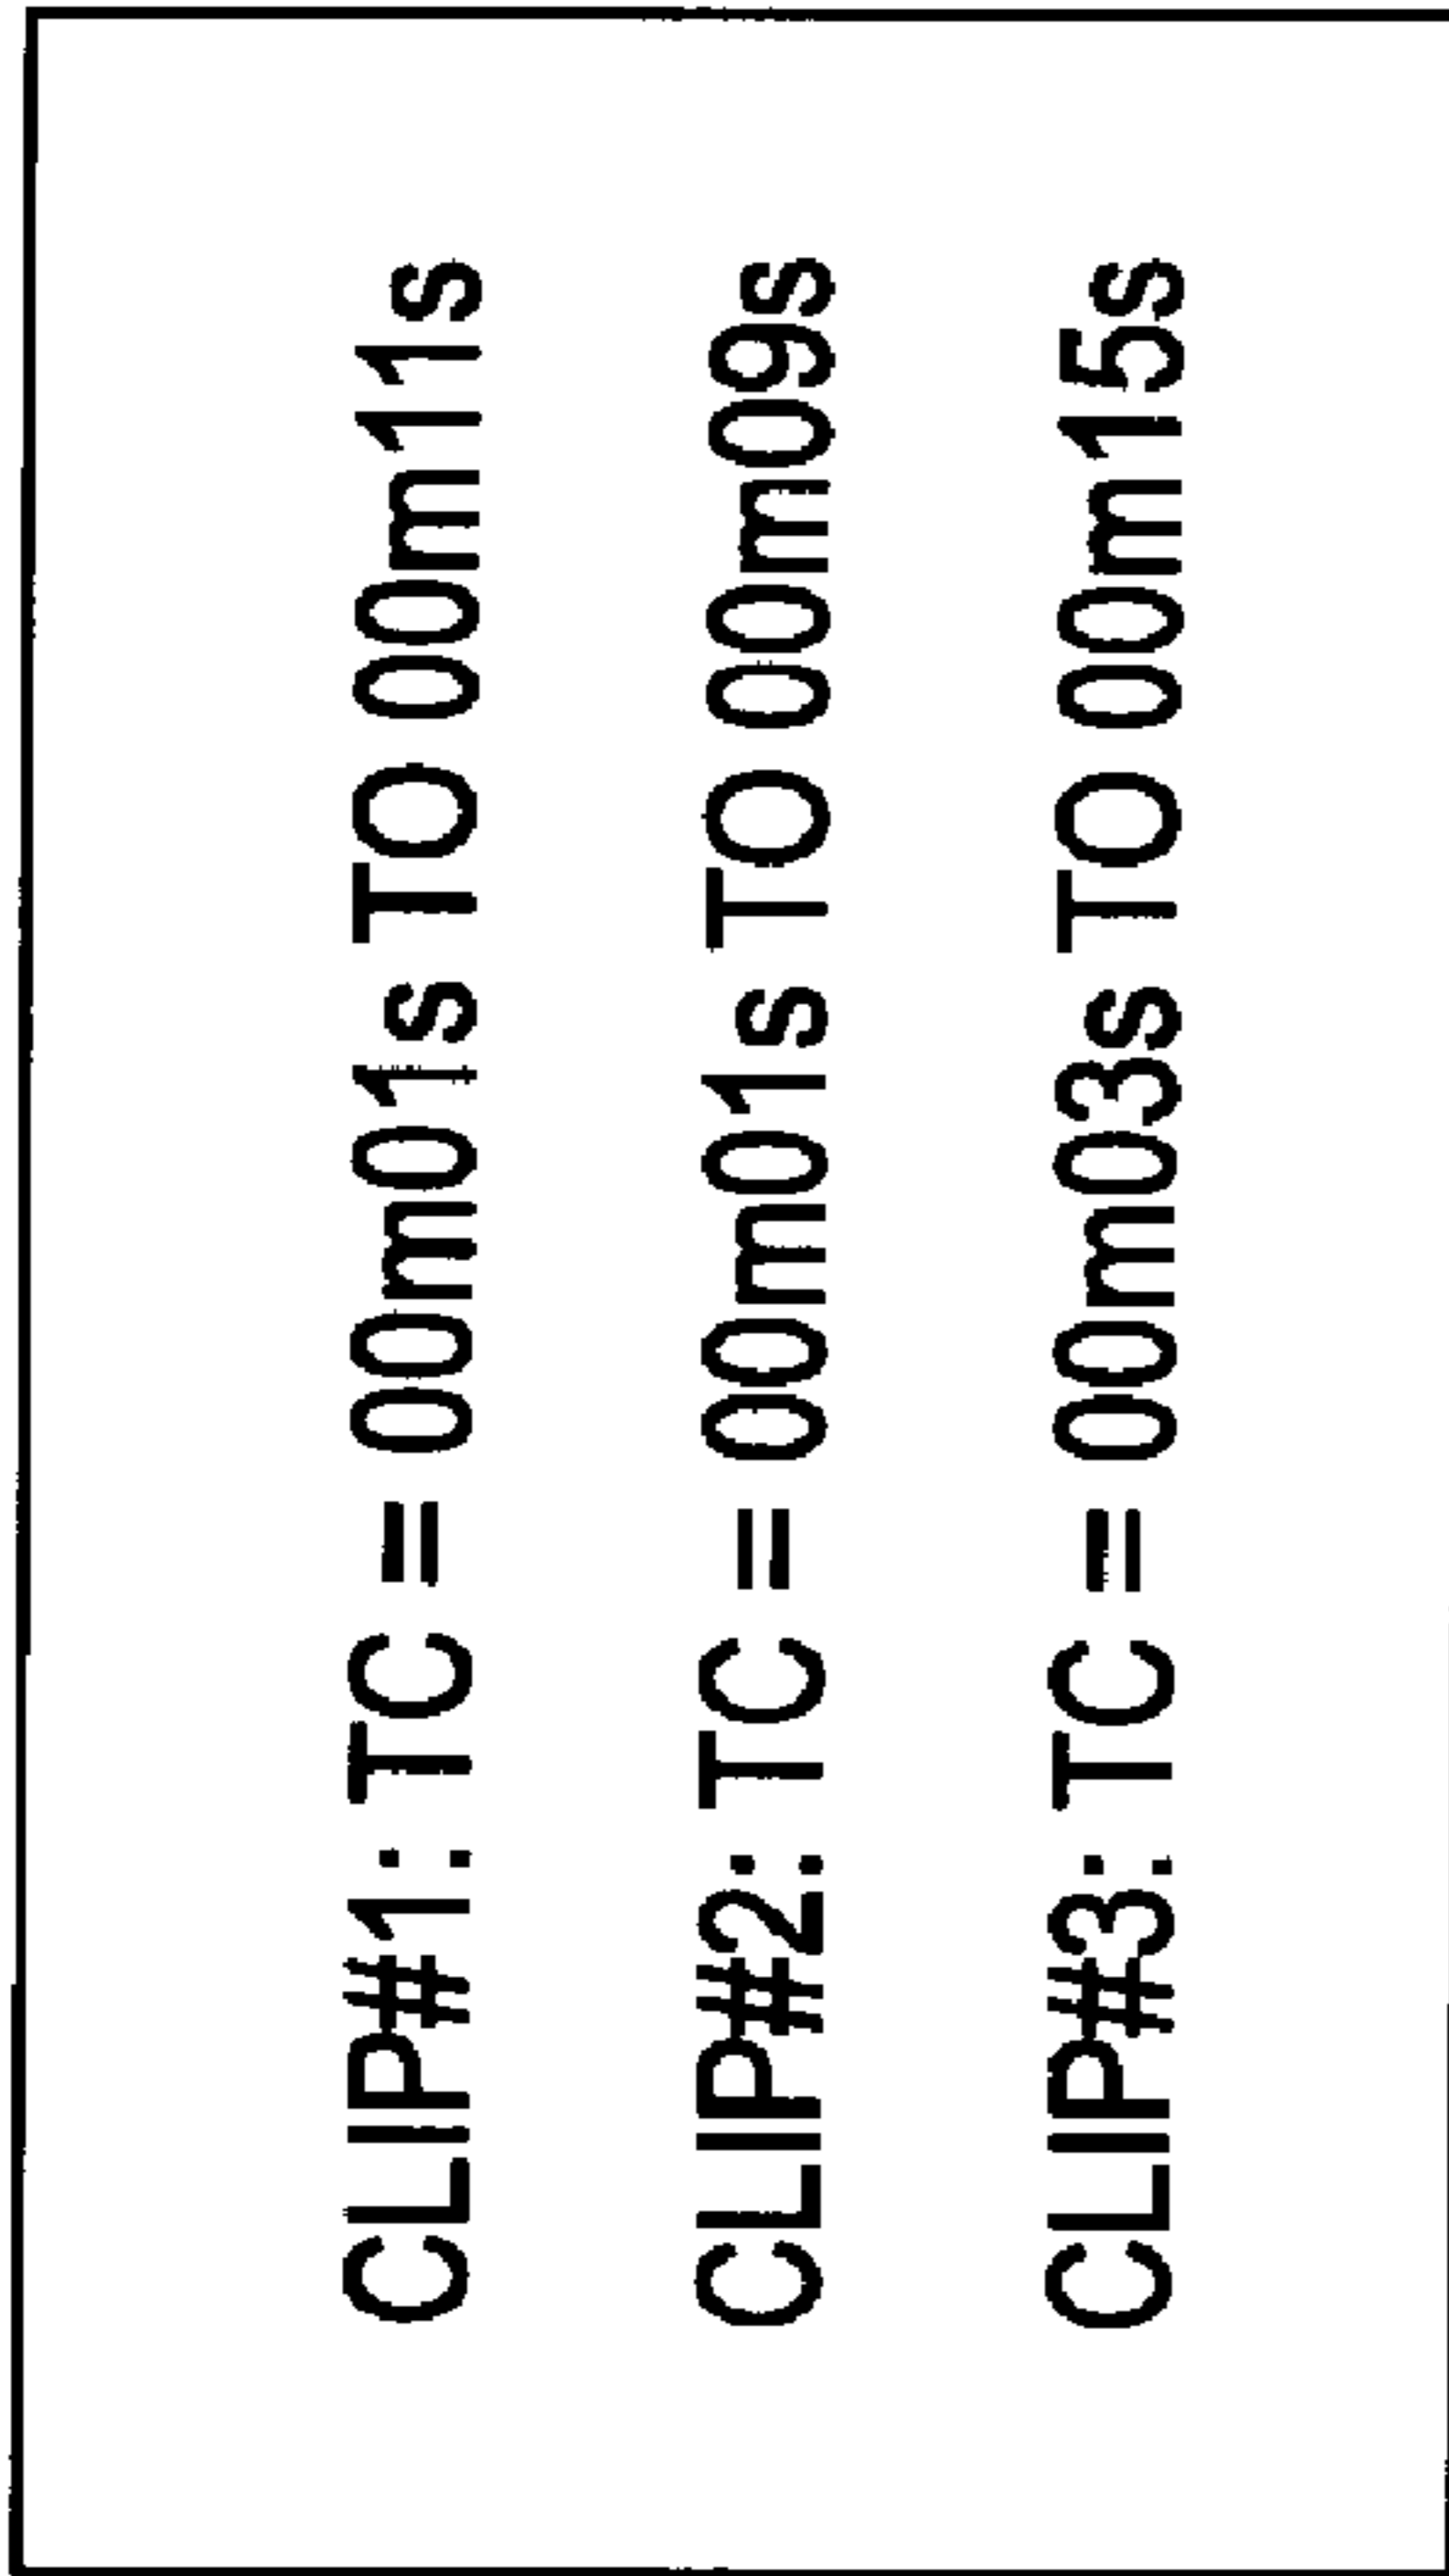 CLIP#1: TC = 00m01s TO 00m11s
CLIP#2: TC = 00m01s TO 00m09s
CLIP#3: TC = 00m03s TO 00m15s